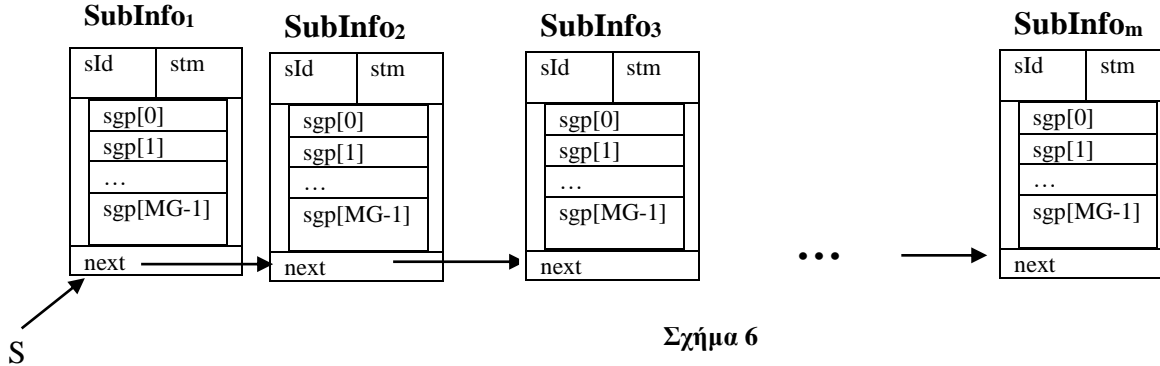 SubInfo1
sId stm
sgp[0]
sgp[1]
…
sgp[MG-1]
next
SubInfo2
sId stm
sgp[0]
sgp[1]
…
sgp[MG-1]
next
SubInfo3
sId stm
sgp[0]
sgp[1]
…
sgp[MG-1]
next
…
SubInfom
sId stm
sgp[0]
sgp[1]
…
sgp[MG-1]
next
S
Σχήμα 6